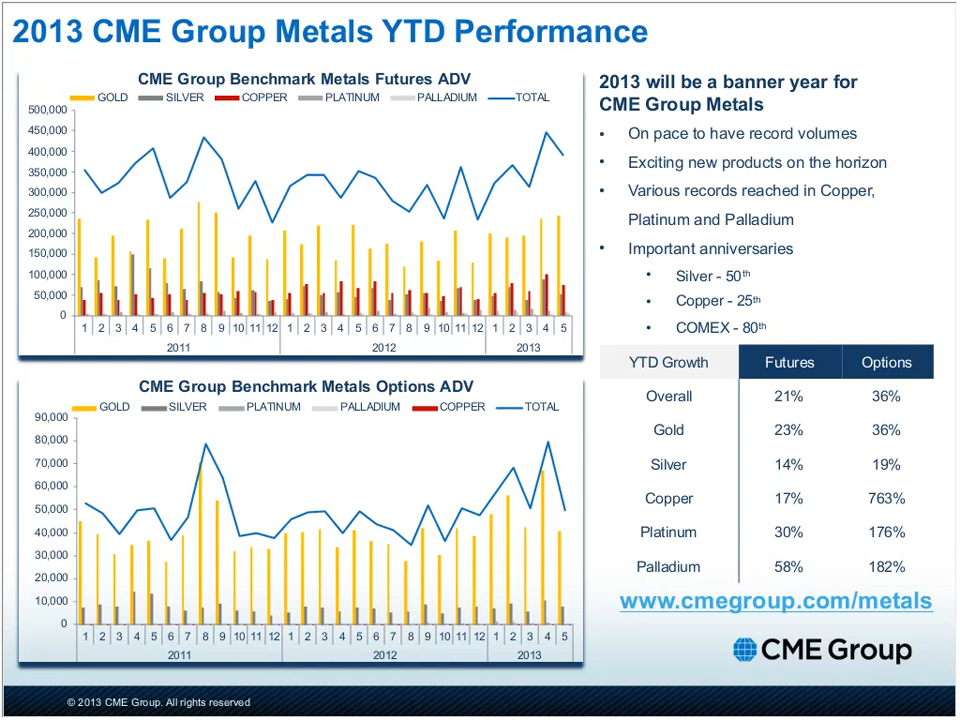 2013 CME Group Metals YTD Performance
CME Group Benchmark Metals Futures ADV
GOLD SILVER COPPER PLATINUM PALLADIUM TOTAL
500,000
450,000
400,000
350,000
300,000
250,000
200,000
150,000
100,000
50,000
0
1 2 3 4 5 6 7 8 9 10 11 12 1 2 3 4 5 6 7 8 9 10 11 12 1 2 3 4 5
2011 2012 2013
CME Group Benchmark Metals Options ADV
GOLD SILVER PLATINUM PALLADIUM COPPER TOTAL
90,000
80,000
70,000
60,000
50,000
40,000
30,000
20,000
10,000
0
1 2 3 4 5 6 7 8 9 10 11 12 1 2 3 4 5 6 7 8 9 10 11 12 1 2 3 4 5
2011 2012 2013
2013 will be a banner year for
CME Group Metals
• On pace to have record volumes
• Exciting new products on the horizon
• Various records reached in Copper,
Platinum and Palladium
• Important anniversaries
• Silver - 50th
• Copper - 25th
• COMEX - 80th
YTD Growth Futures Options
Overall 21% 36%
Gold 23% 36%
Silver 14% 19%
Copper 17% 763%
Platinum 30% 176%
Palladium 58% 182%
www.cmegroup.com/metals
CME Group
© 2013 CME Group. All rights reserved